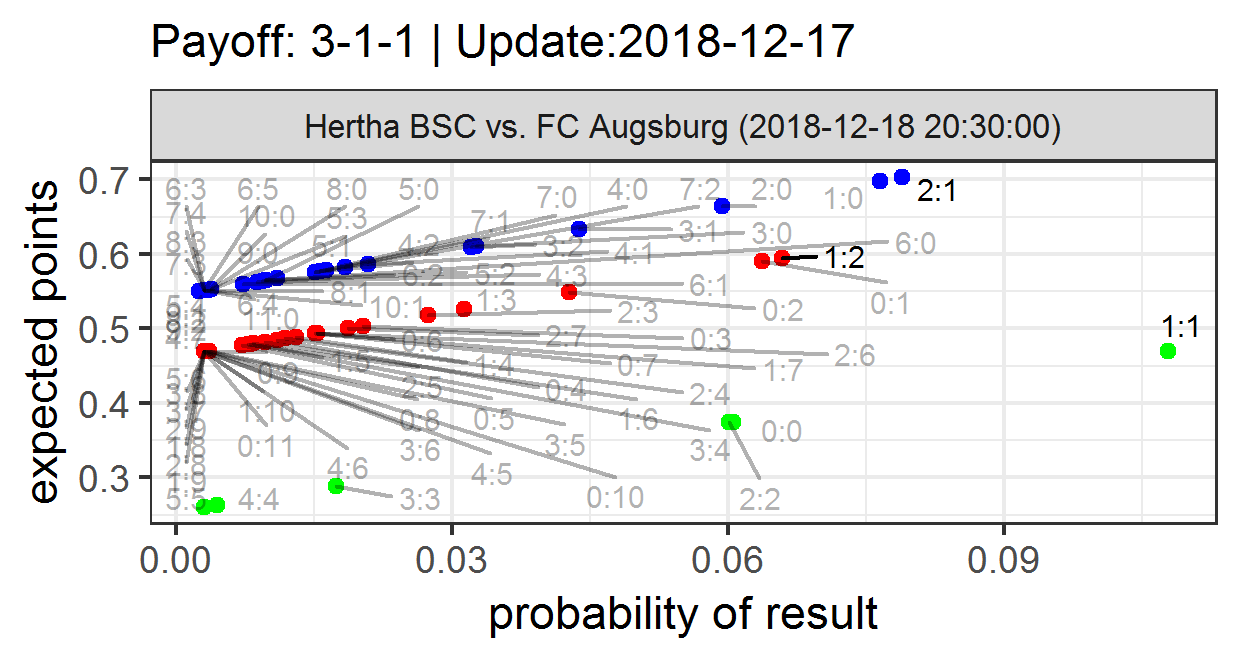 Payoff: 3-1-1 | Update:2018-12-17
Hertha BSC vs. FC Augsburg (2018-12-18 20:30:00)
expected points
0.7
0.6
0.5
0.4
0.3
6:3 6:5 8:0 5:0 7:0 4:0 7:2 2:0 1:0 2:1
7:4 10:0 5:3 7:1 3:1 3:0 6:0
8:3 9:0 5:1 4:2 3:2 4:1 1:2
6:2 5:2 4:3 6:1
6:4 8:1 10:1 1:3 2:3 0:2 0:1
11:0 0:6 2:7 0:3 2:6 1:1
0:9 1:5 1:4 0:7 1:7
2:5 0:4 2:4
1:10 0:8 0:5 1:6 0:0
0:11 3:6 3:5 3:4
4:6 4:5
5:5 4:4 3:3 0:10 2:2
0.00 0.03 0.06 0.09
probability of result